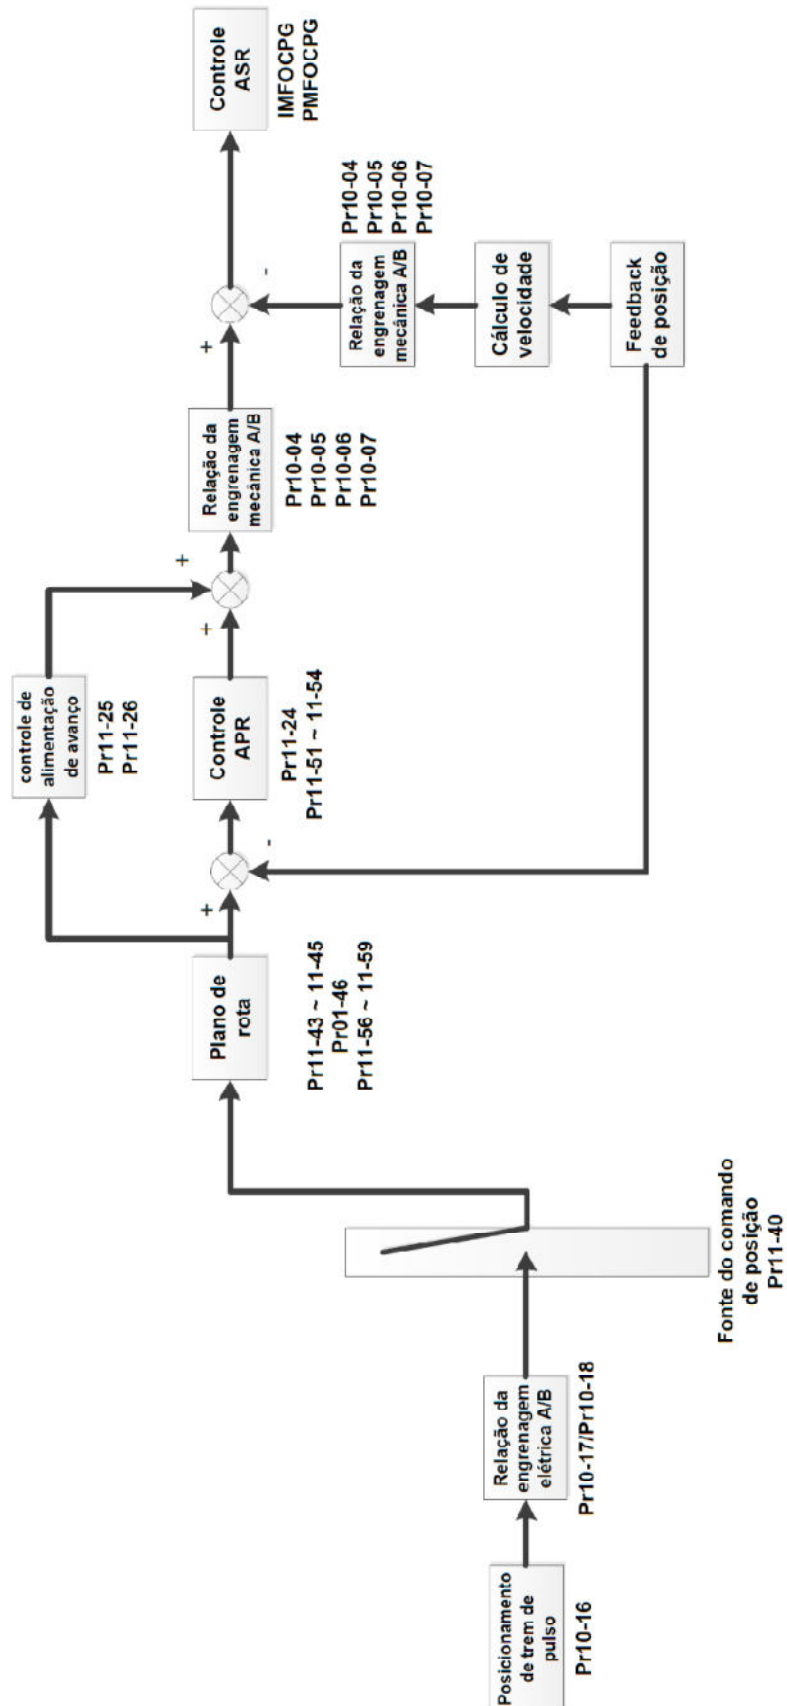 Posicionamento
de trem de
pulso
Pr10-16
Relação da
engrenagem
elétrica A/B
Pr10-17/Pr10-18
Fonte do comando
de posição
Pr11-40
Plano de
rota
Pr11-43 ~ 11-45
Pr01-46
Pr11-56 ~ 11-59
controle de
alimentação
de avanço
Pr11-25
Pr11-26
+
-
Controle
APR
Pr11-24
Pr11-51 ~ 11-54
+
+
Relação da
engrenagem
mecânica A/B
Pr10-04
Pr10-05
Pr10-06
Pr10-07
+
-
Controle
ASR
IMFOCPG
PMFOCPG
Relação da
engrenagem
mecânica A/B
Pr10-04
Pr10-05
Pr10-06
Pr10-07
Cálculo de
velocidade
Feedback
de posição